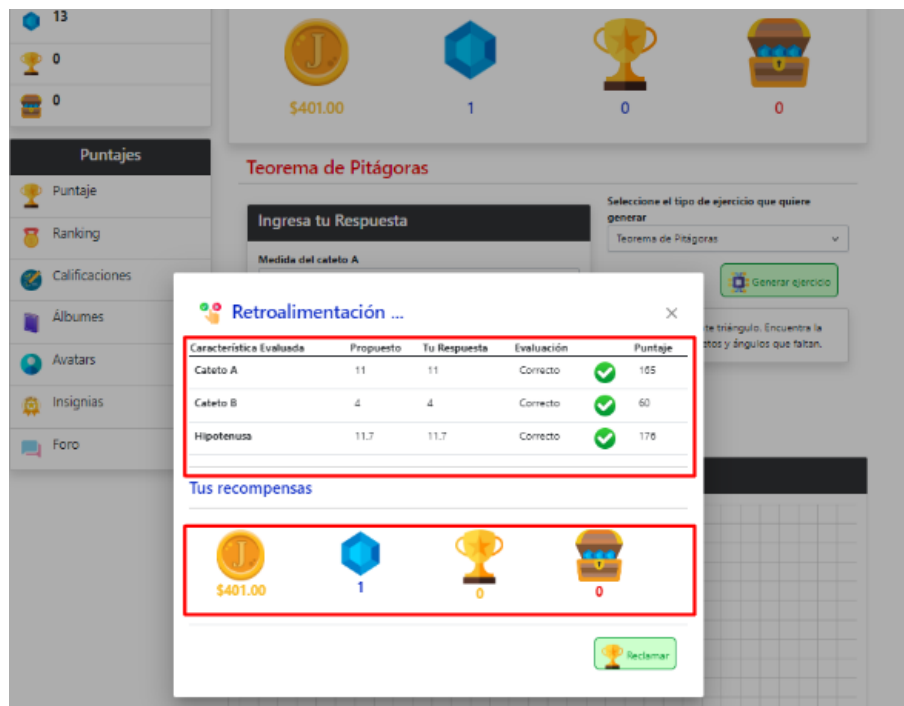 13
0
0
Puntajes
Puntaje
Ranking
Calificaciones
Álbumes
Avatars
Insignias
Foro
J
$401.00 1 0 0
Teorema de Pitágoras
Ingresa tu Respuesta
Medida del cateto A
Seleccione el tipo de ejercicio que quiere
generar
Teorema de Pitágoras
Generar ejercicio
te triángulo. Encuentra la
tos y ángulos que faltan.
Retroalimentación ...
Característica Evaluada Propuesto Tu Respuesta Evaluación Puntaje
Cateto A 11 11 Correcto 165
Cateto B 4 4 Correcto 60
Hipotenusa 11.7 11.7 Correcto 176
Tus recompensas
J
$401.00 1 0 0
Reclamar